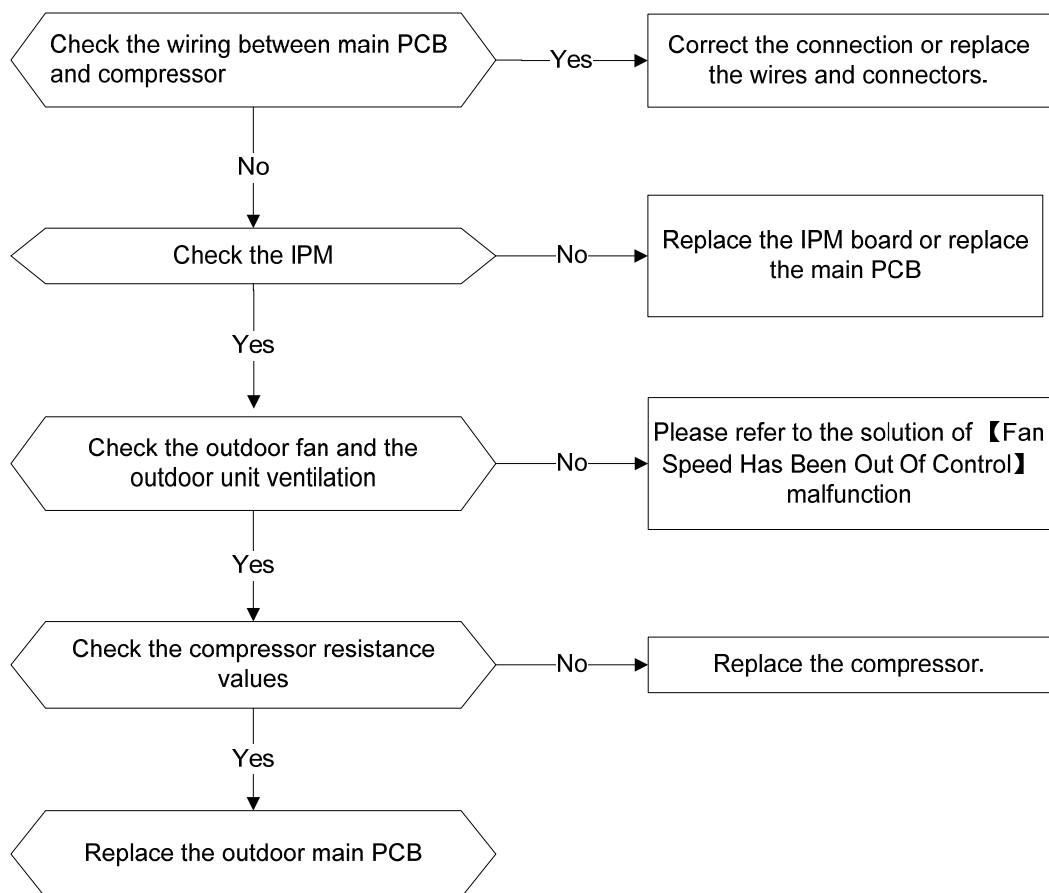 Check the wiring between main PCB
and compressor
Yes
Correct the connection or replace
the wires and connectors.
No
Check the IPM
No
Replace the IPM board or replace
the main PCB
Yes
Check the outdoor fan and the
outdoor unit ventilation
No
Please refer to the solution of 【Fan
Speed Has Been Out Of Control】
malfunction
Yes
Check the compressor resistance
values
No
Replace the compressor.
Yes
Replace the outdoor main PCB